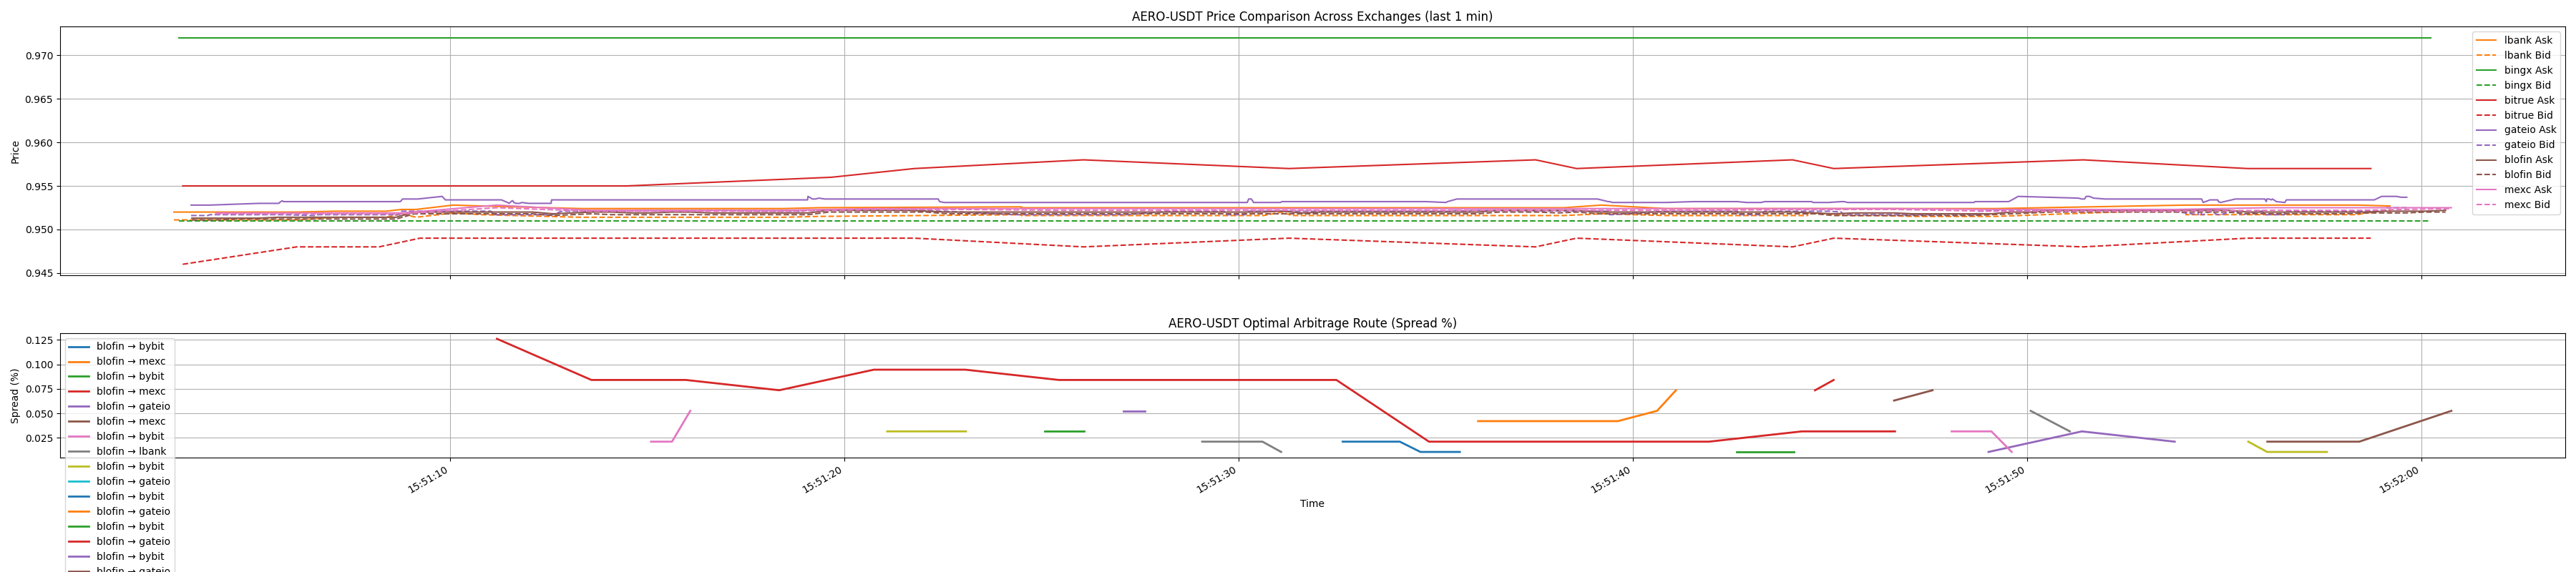 AERO-USDT Price Comparison Across Exchanges (last 1 min)
0.970
0.965
0.960
0.955
0.950
0.945
Price
lbank Ask
lbank Bid
bingx Ask
bingx Bid
bitrue Ask
bitrue Bid
gateio Ask
gateio Bid
blofin Ask
blofin Bid
mexc Ask
mexc Bid
AERO-USDT Optimal Arbitrage Route (Spread %)
0.125
0.100
0.075
0.050
0.025
Spread (%)
blofin → bybit
blofin → mexc
blofin → bybit
blofin → mexc
blofin → gateio
blofin → mexc
blofin → bybit
blofin → lbank
blofin → bybit
blofin → gateio
blofin → bybit
blofin → gateio
blofin → bybit
blofin → gateio
blofin → bybit
blofin → gateio
15:51:10
15:51:20
15:51:30
15:51:40
15:51:50
15:52:00
Time